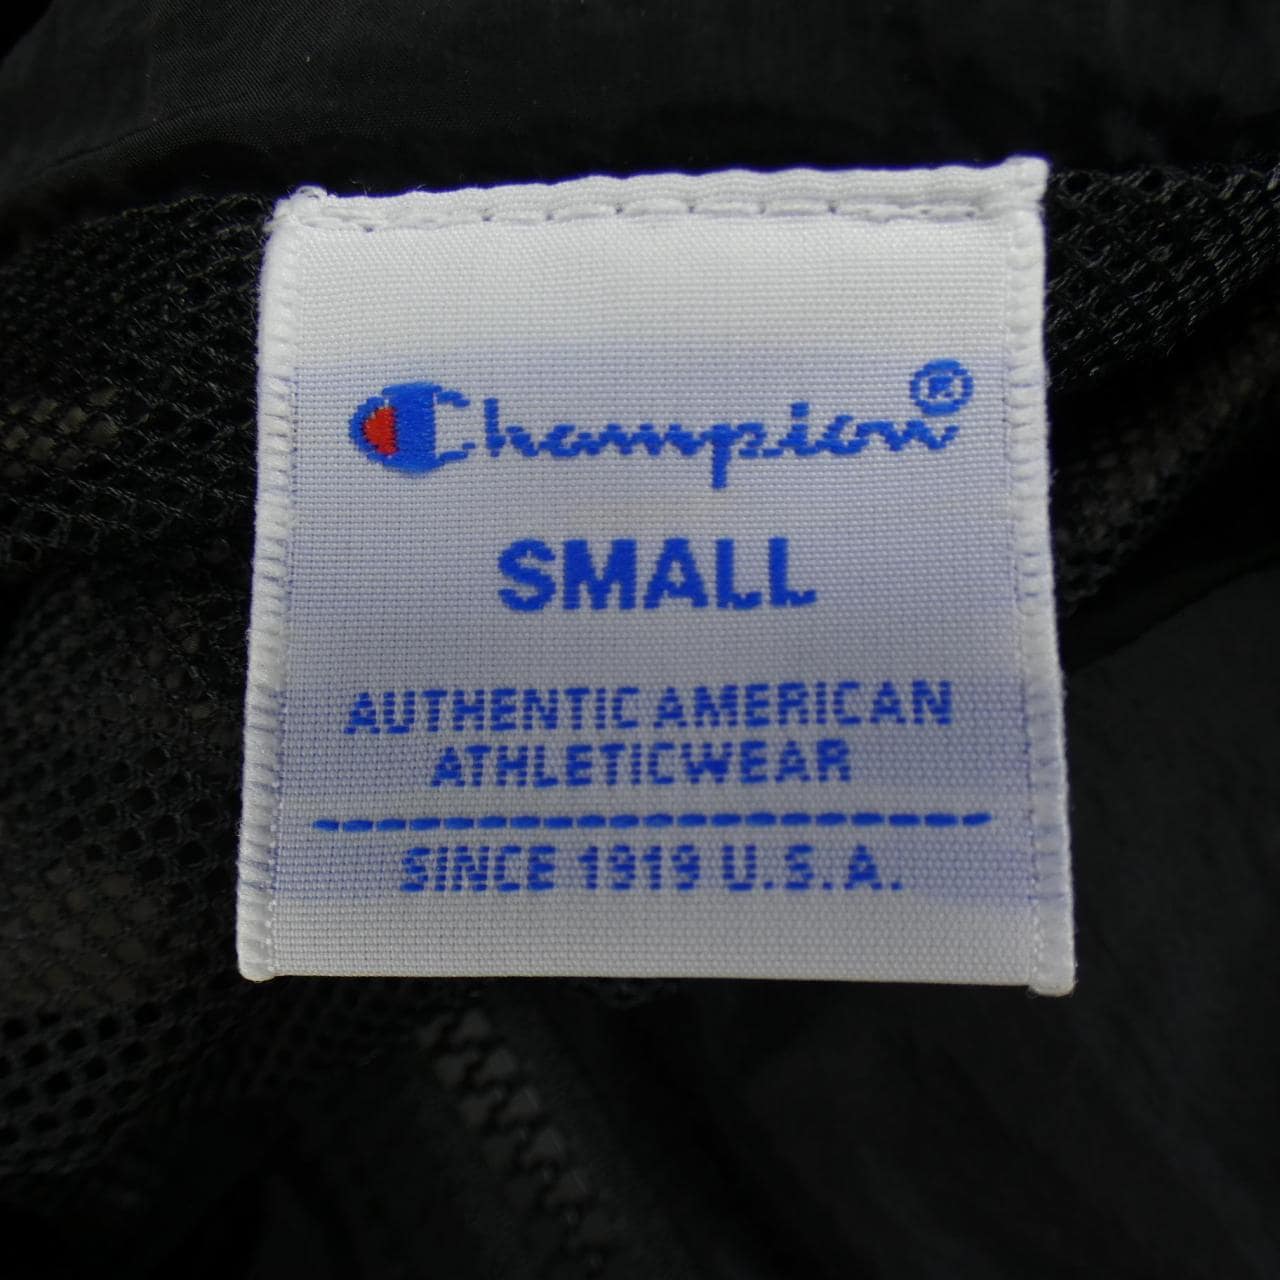 Champion®
SMALL
AUTHENTIC AMERICAN
ATHLETICWEAR
SINCE 1919 U.S.A.